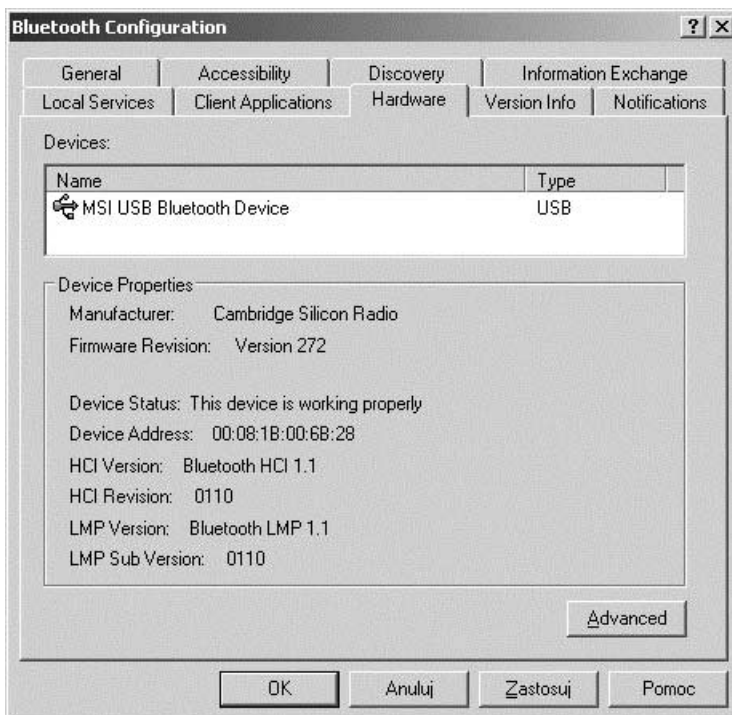 Bluetooth Configuration
General Accessibility Discovery Information Exchange
Local Services Client Applications Hardware Version Info Notifications
Devices:
Name Type
MSI USB Bluetooth Device USB
Device Properties
Manufacturer: Cambridge Silicon Radio
Firmware Revision: Version 272
Device Status: This device is working properly
Device Address: 00:08:1B:00:6B:28
HCI Version: Bluetooth HCI 1.1
HCI Revision: 0110
LMP Version: Bluetooth LMP 1.1
LMP Sub Version: 0110
Advanced
OK Anuluj Zastosuj Pomoc